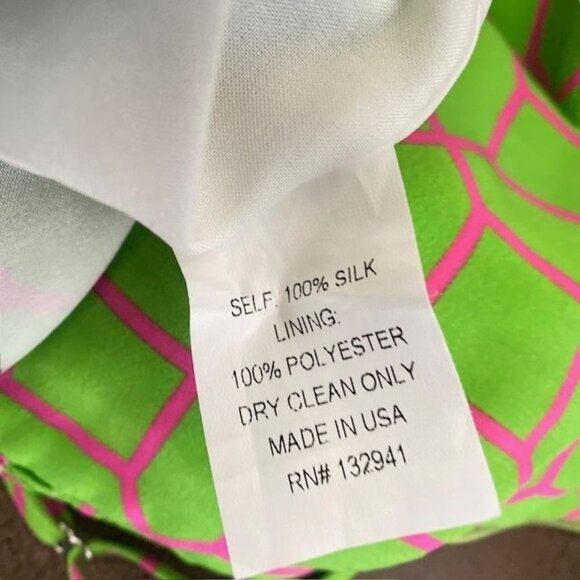 SELF: 100% SILK
LINING:
100% POLYESTER
DRY CLEAN ONLY
MADE IN USA
RN# 132941